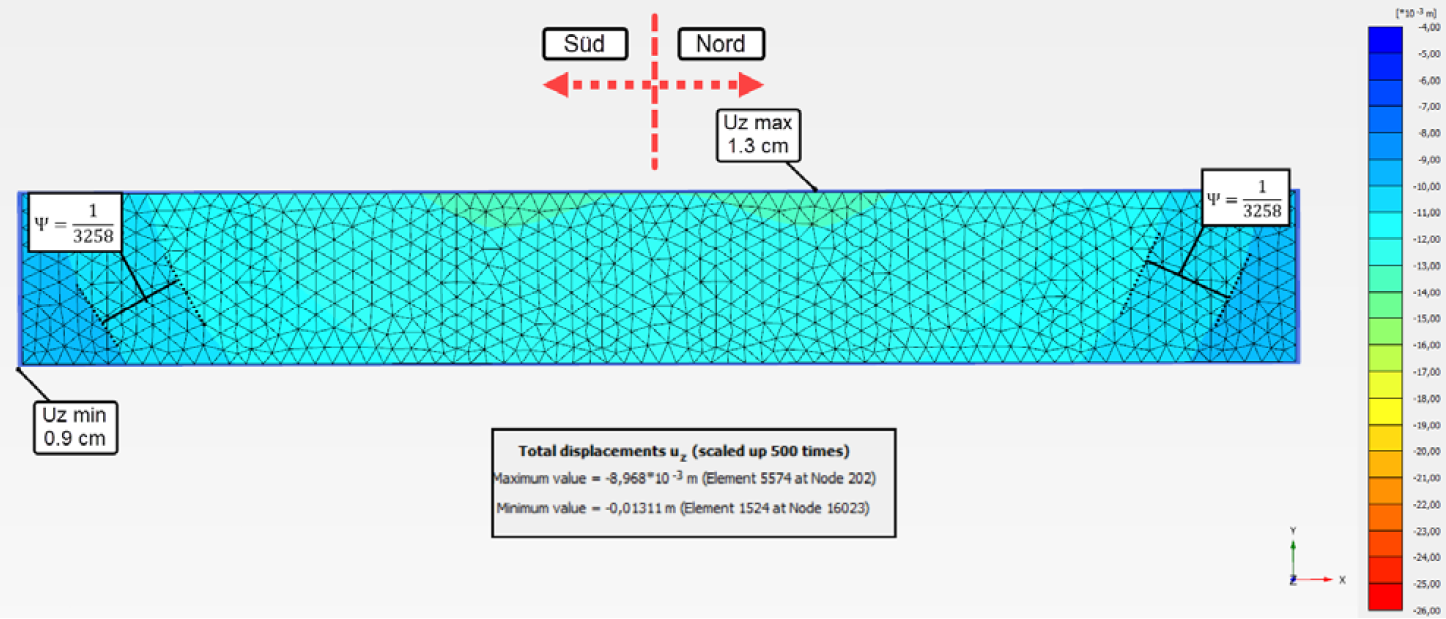 [*10⁻³ m]
Süd
Nord
Uz max
1.3 cm
Ψ = 1/3258
Ψ = 1/3258
Uz min
0.9 cm
Total displacements u_z (scaled up 500 times)
Maximum value = -8,968*10⁻³ m (Element 5574 at Node 202)
Minimum value = -0,01311 m (Element 1524 at Node 16023)
Y
Z
X
-4,00
-5,00
-6,00
-7,00
-8,00
-9,00
-10,00
-11,00
-12,00
-13,00
-14,00
-15,00
-16,00
-17,00
-18,00
-19,00
-20,00
-21,00
-22,00
-23,00
-24,00
-25,00
-26,00